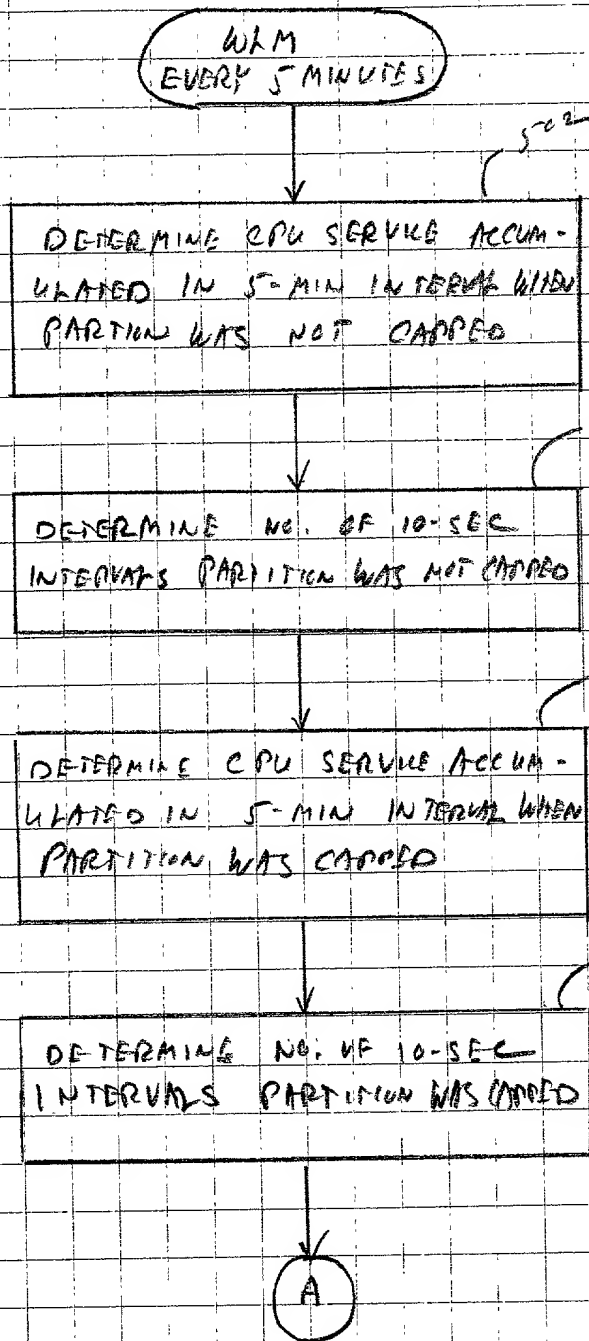 WLM
EVERY 5 MINUTES
502
DETERMINE CPU SERVICE ACCUM-
ULATED IN 5-MIN INTERVAL WHEN
PARTION WAS NOT CAPPED
DETERMINE NO. OF 10-SEC
INTERVALS PARTITION WAS NOT CAPPED
DETERMINE CPU SERVICE ACCUM-
ULATED IN 5-MIN INTERVAL WHEN
PARTITION WAS CAPPED
DETERMINE NO. OF 10-SEC
INTERVALS PARTITION WAS CAPPED
A